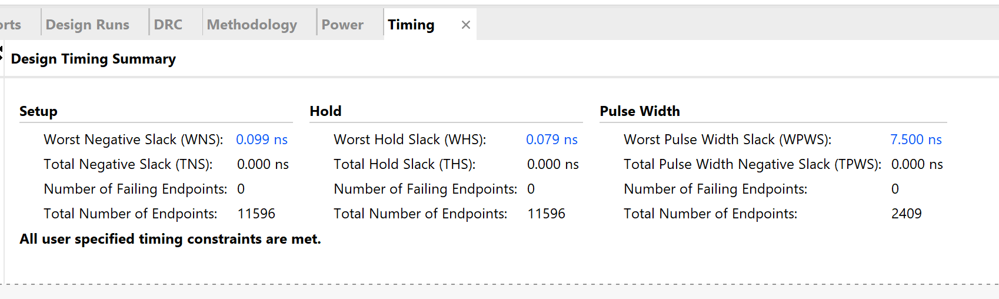 orts Design Runs DRC Methodology Power Timing
Design Timing Summary
Setup
Worst Negative Slack (WNS): 0.099 ns
Total Negative Slack (TNS): 0.000 ns
Number of Failing Endpoints: 0
Total Number of Endpoints: 11596
Hold
Worst Hold Slack (WHS): 0.079 ns
Total Hold Slack (THS): 0.000 ns
Number of Failing Endpoints: 0
Total Number of Endpoints: 11596
Pulse Width
Worst Pulse Width Slack (WPWS): 7.500 ns
Total Pulse Width Negative Slack (TPWS): 0.000 ns
Number of Failing Endpoints: 0
Total Number of Endpoints: 2409
All user specified timing constraints are met.